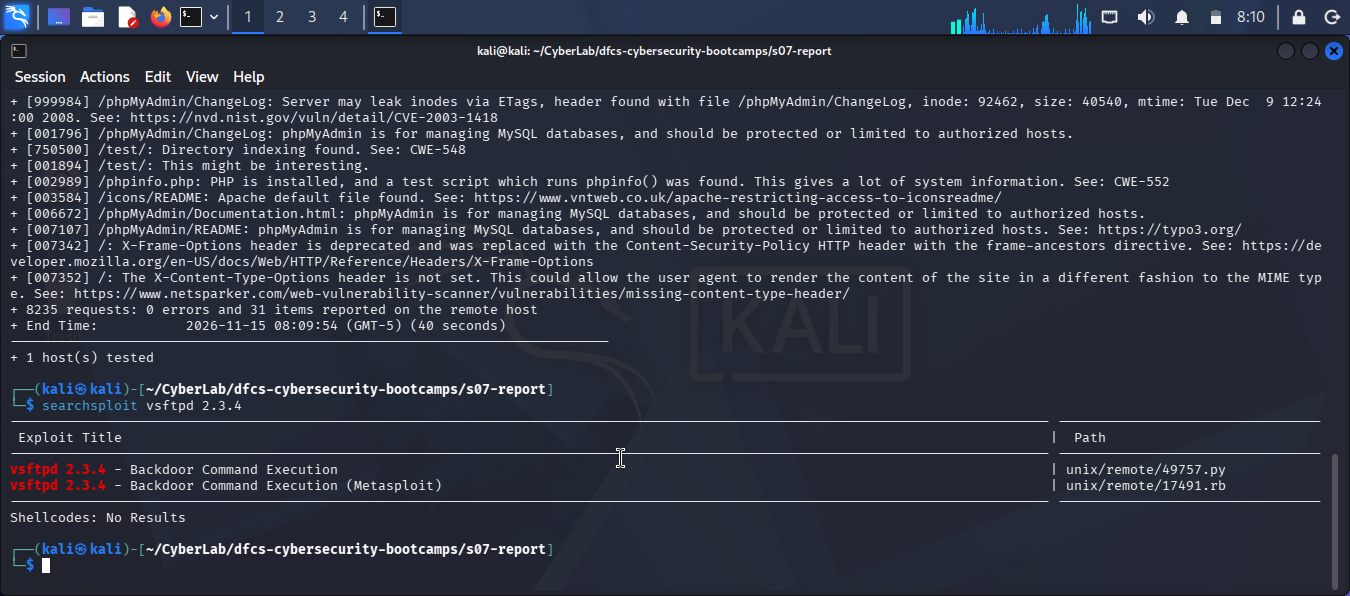 1 2 3 4 8:10
kali@kali: ~/CyberLab/dfcs-cybersecurity-bootcamps/s07-report
Session Actions Edit View Help
+ [999984] /phpMyAdmin/ChangeLog: Server may leak inodes via ETags, header found with file /phpMyAdmin/ChangeLog, inode: 92462, size: 40540, mtime: Tue Dec  9 12:24
:00 2008. See: https://nvd.nist.gov/vuln/detail/CVE-2003-1418
+ [001796] /phpMyAdmin/ChangeLog: phpMyAdmin is for managing MySQL databases, and should be protected or limited to authorized hosts.
+ [750500] /test/: Directory indexing found. See: CWE-548
+ [001894] /test/: This might be interesting.
+ [002989] /phpinfo.php: PHP is installed, and a test script which runs phpinfo() was found. This gives a lot of system information. See: CWE-552
+ [003584] /icons/README: Apache default file found. See: https://www.vntweb.co.uk/apache-restricting-access-to-iconsreadme/
+ [006672] /phpMyAdmin/Documentation.html: phpMyAdmin is for managing MySQL databases, and should be protected or limited to authorized hosts.
+ [007107] /phpMyAdmin/README: phpMyAdmin is for managing MySQL databases, and should be protected or limited to authorized hosts. See: https://typo3.org/
+ [007342] /: X-Frame-Options header is deprecated and was replaced with the Content-Security-Policy HTTP header with the frame-ancestors directive. See: https://de
veloper.mozilla.org/en-US/docs/Web/HTTP/Reference/Headers/X-Frame-Options
+ [007352] /: The X-Content-Type-Options header is not set. This could allow the user agent to render the content of the site in a different fashion to the MIME typ
e. See: https://www.netsparker.com/web-vulnerability-scanner/vulnerabilities/missing-content-type-header/
+ 8235 requests: 0 errors and 31 items reported on the remote host
+ End Time:           2026-11-15 08:09:54 (GMT-5) (40 seconds)
+ 1 host(s) tested
KALI
┌──(kali㉿kali)-[~/CyberLab/dfcs-cybersecurity-bootcamps/s07-report]
└─$ searchsploit vsftpd 2.3.4
Exploit Title | Path
vsftpd 2.3.4 - Backdoor Command Execution | unix/remote/49757.py
vsftpd 2.3.4 - Backdoor Command Execution (Metasploit) | unix/remote/17491.rb
Shellcodes: No Results
┌──(kali㉿kali)-[~/CyberLab/dfcs-cybersecurity-bootcamps/s07-report]
└─$